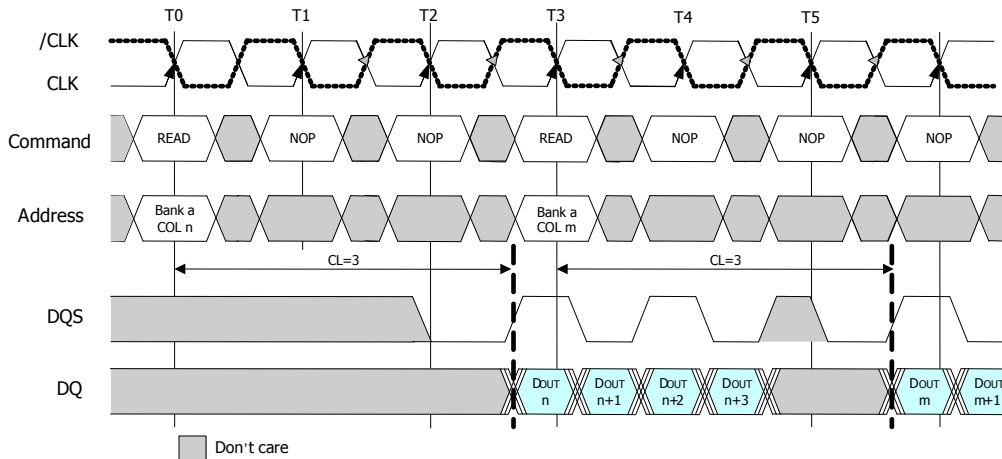 T0 T1 T2 T3 T4 T5
/CLK
CLK
Command READ NOP NOP READ NOP NOP NOP
Address Bank a Bank a
COL n COL m
CL=3 CL=3
DQS
DQ DOUT DOUT DOUT DOUT DOUT DOUT
n n+1 n+2 n+3 m m+1
Don't care